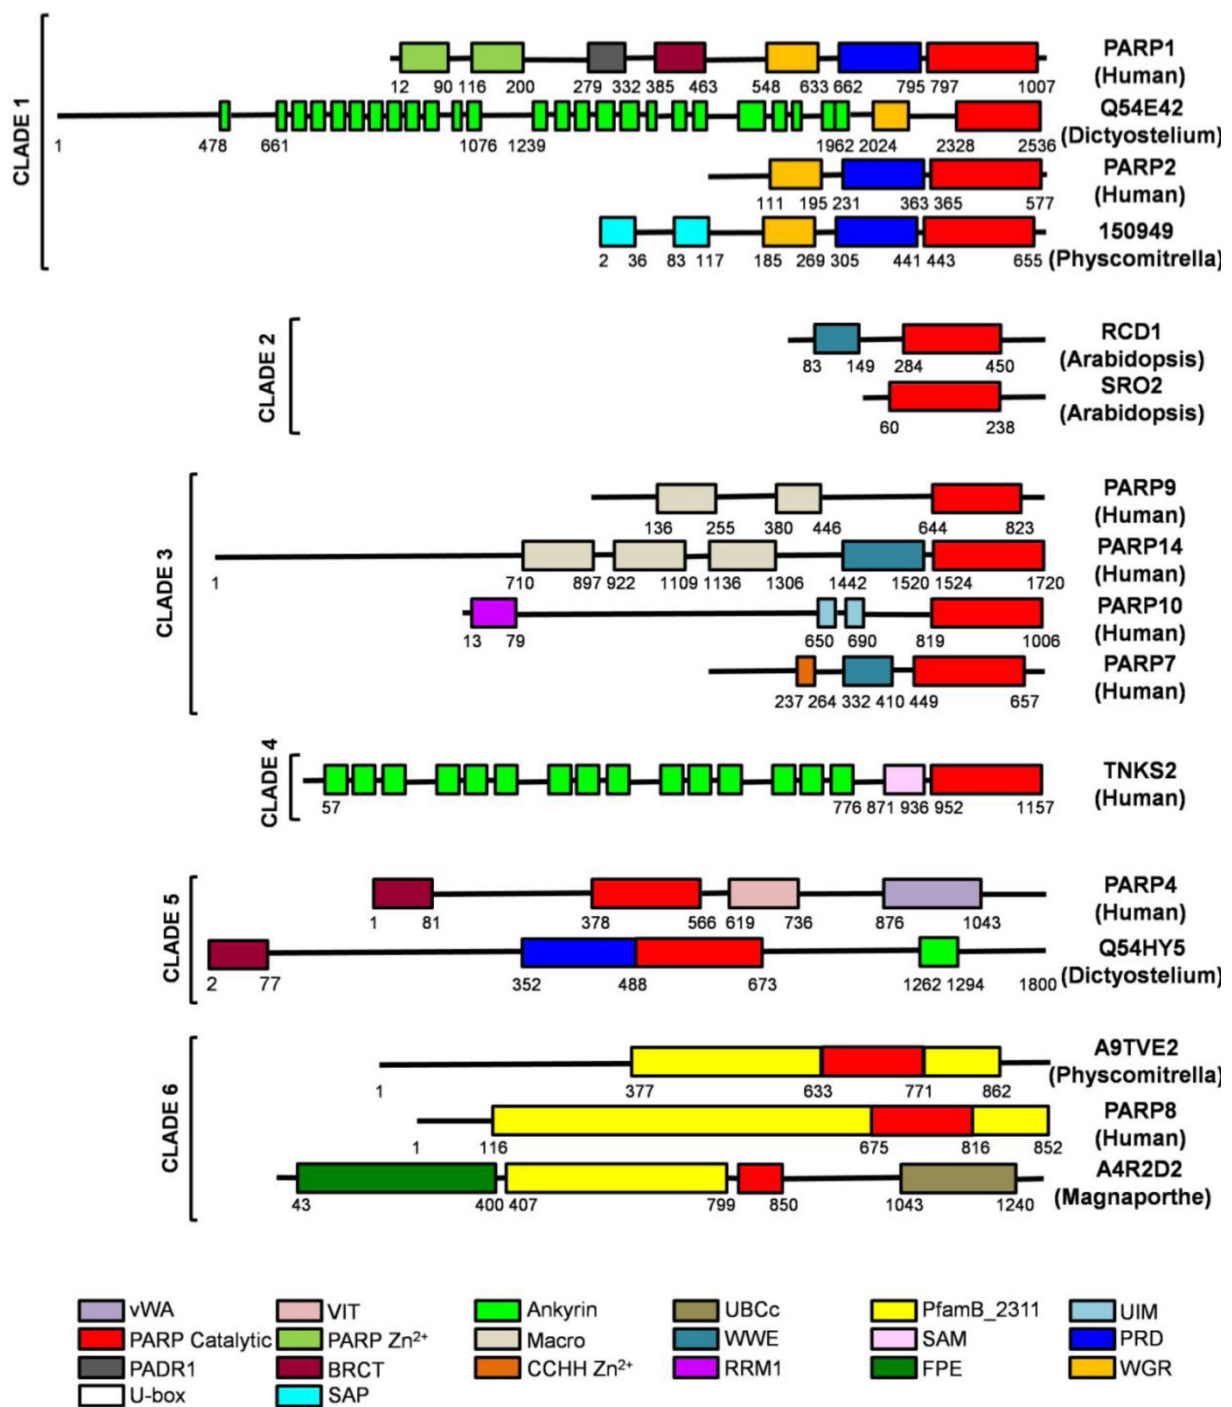 CLADE 1
PARP1
(Human)
12 90 116 200 279 332 385 463 548 633 662 795 797 1007
Q54E42
(Dictyostelium)
1 478 661 1076 1239 1962 2024 2328 2536
PARP2
(Human)
111 195 231 363 365 577
150949
(Physcomitrella)
2 36 83 117 185 269 305 441 443 655
CLADE 2
RCD1
(Arabidopsis)
83 149 284 450
SRO2
(Arabidopsis)
60 238
CLADE 3
PARP9
(Human)
136 255 380 446 644 823
PARP14
(Human)
1 710 897 922 1109 1136 1306 1442 1520 1524 1720
PARP10
(Human)
13 79 650 690 819 1006
PARP7
(Human)
237 264 332 410 449 657
CLADE 4
TNKS2
(Human)
57 776 871 936 952 1157
CLADE 5
PARP4
(Human)
1 81 378 566 619 736 876 1043
Q54HY5
(Dictyostelium)
2 77 352 488 673 1262 1294 1800
CLADE 6
A9TVE2
(Physcomitrella)
1 377 633 771 862
PARP8
(Human)
1 116 675 816 852
A4R2D2
(Magnaporthe)
43 400 407 799 850 1043 1240
vWA VIT Ankyrin UBCc PfamB_2311 UIM
PARP Catalytic PARP Zn²⁺ Macro WWE SAM PRD
PADR1 BRCT CCHH Zn²⁺ RRM1 FPE WGR
U-box SAP